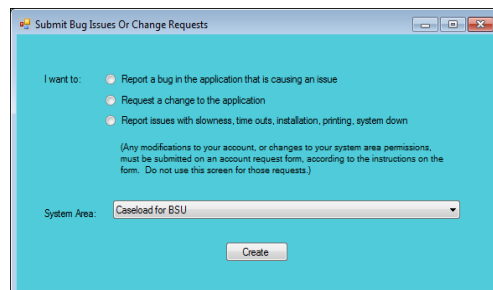 Submit Bug Issues Or Change Requests
I want to:
Report a bug in the application that is causing an issue
Request a change to the application
Report issues with slowness, time outs, installation, printing, system down
(Any modifications to your account, or changes to your system area permissions,
must be submitted on an account request form, according to the instructions on the
form. Do not use this screen for those requests.)
System Area:
Caseload for BSU
Create